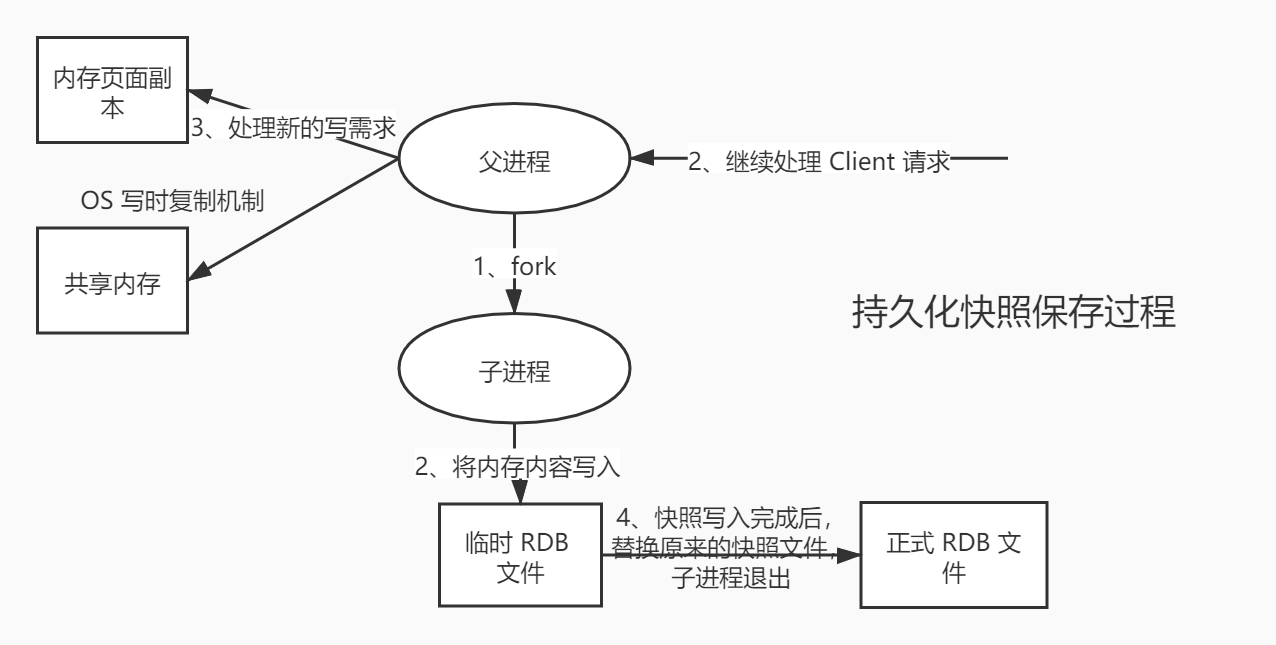 内存页面副
本
3、处理新的写需求
父进程
2、继续处理 Client 请求
OS 写时复制机制
共享内存
1、fork
持久化快照保存过程
子进程
2、将内存内容写入
临时 RDB
文件
4、快照写入完成后，
替换原来的快照文件，
子进程退出
正式 RDB 文
件